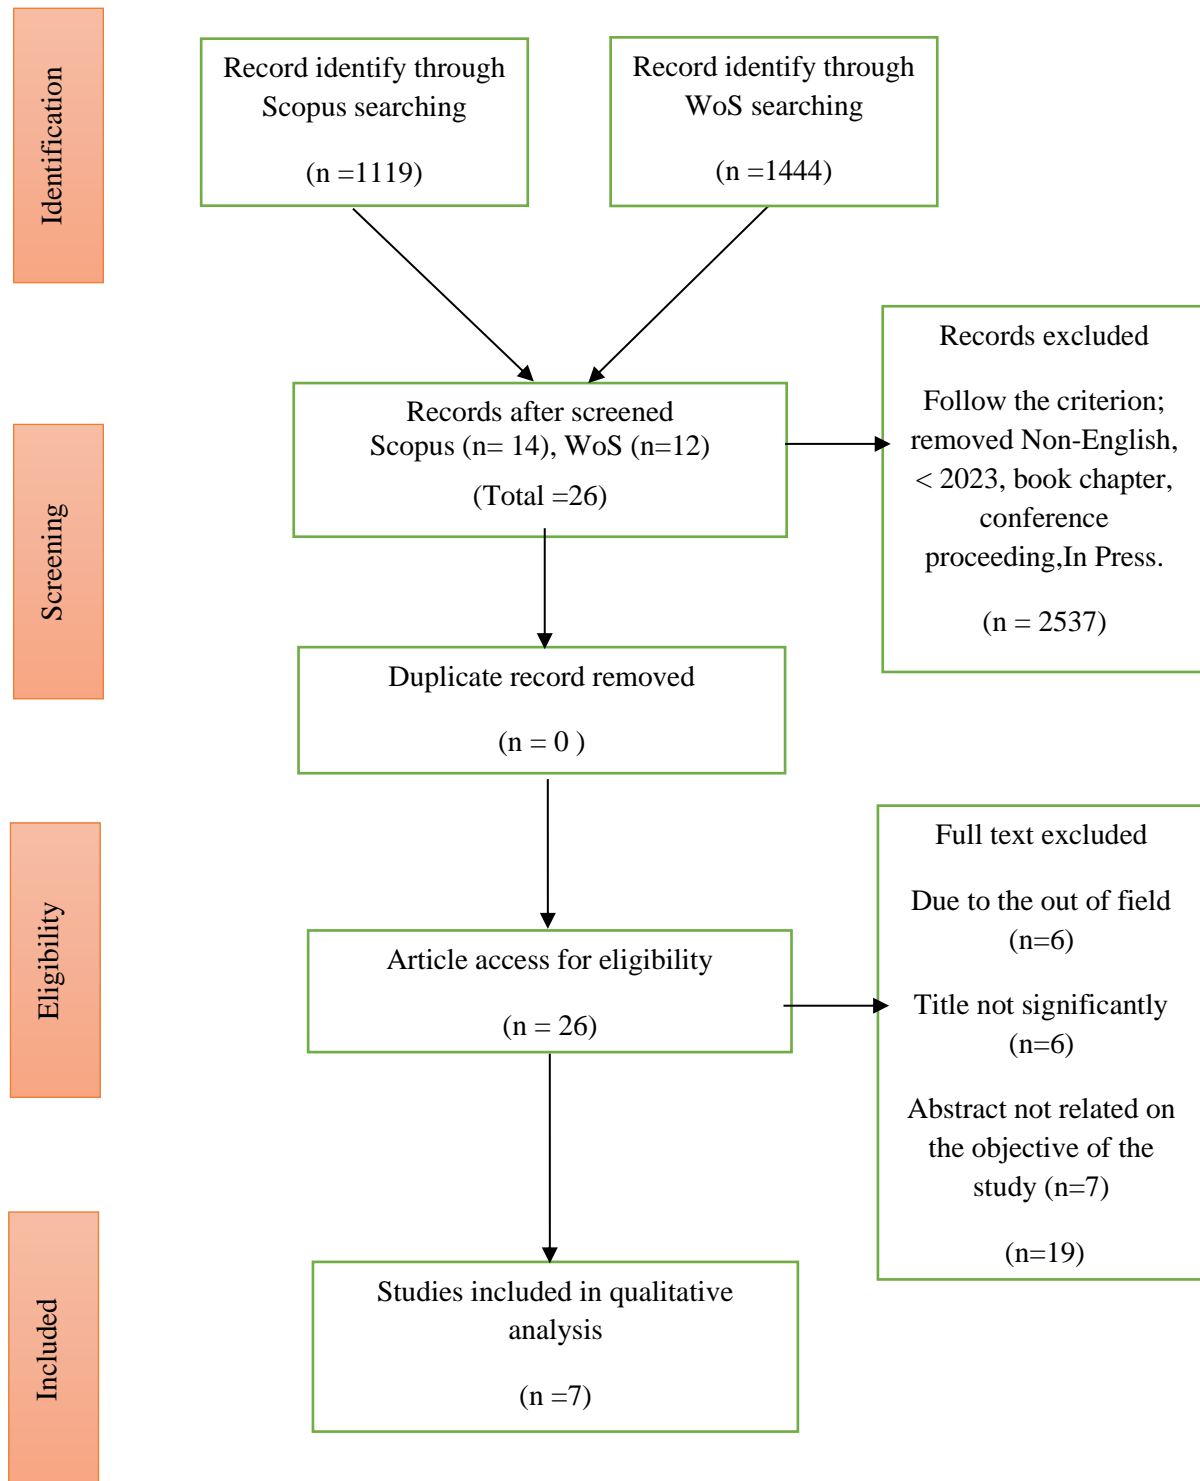 Identification
Record identify through
Scopus searching
(n =1119)
Record identify through
WoS searching
(n =1444)
Screening
Records after screened
Scopus (n= 14), WoS (n=12)
(Total =26)
Records excluded
Follow the criterion;
removed Non-English,
< 2023, book chapter,
conference
proceeding,In Press.
(n = 2537)
Duplicate record removed
(n = 0 )
Eligibility
Article access for eligibility
(n = 26)
Full text excluded
Due to the out of field
(n=6)
Title not significantly
(n=6)
Abstract not related on
the objective of the
study (n=7)
(n=19)
Included
Studies included in qualitative
analysis
(n =7)